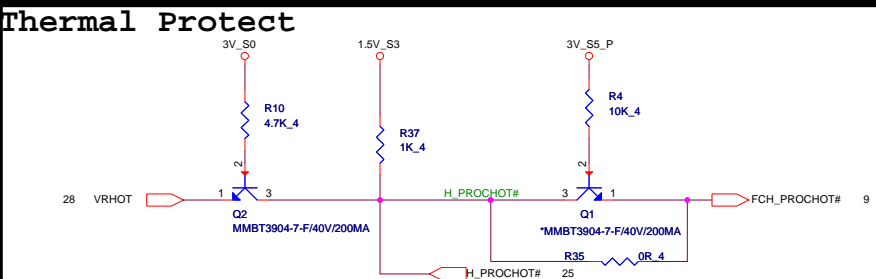 Thermal Protect
3V_S0
1.5V_S3
3V_S5_P
R10
4.7K_4
R37
1K_4
R4
10K_4
2
2
28 VRHOT
1
3
H_PROCHOT#
3
1
FCH_PROCHOT# 9
Q2
MMBT3904-7-F/40V/200MA
Q1
*MMBT3904-7-F/40V/200MA
R35
0R_4
H_PROCHOT# 25